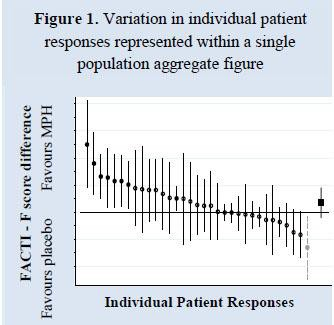 Figure 1. Variation in individual patient
responses represented within a single
population aggregate figure
FACTI - F score difference
Favours placebo Favours MPH
Individual Patient Responses